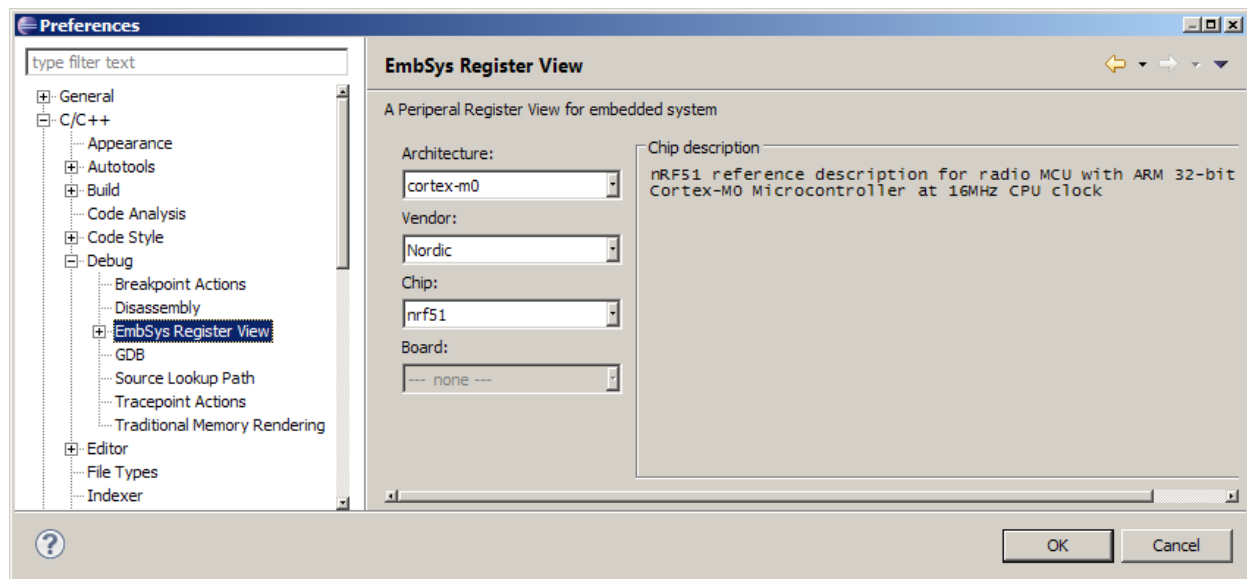 Preferences
type filter text
General
C/C++
Appearance
Autotools
Build
Code Analysis
Code Style
Debug
Breakpoint Actions
Disassembly
EmbSys Register View
GDB
Source Lookup Path
Tracepoint Actions
Traditional Memory Rendering
Editor
File Types
Indexer
EmbSys Register View
A Periperal Register View for embedded system
Architecture:
cortex-m0
Vendor:
Nordic
Chip:
nrf51
Board:
--- none ---
Chip description
nRF51 reference description for radio MCU with ARM 32-bit
Cortex-M0 Microcontroller at 16MHz CPU clock
?
OK
Cancel